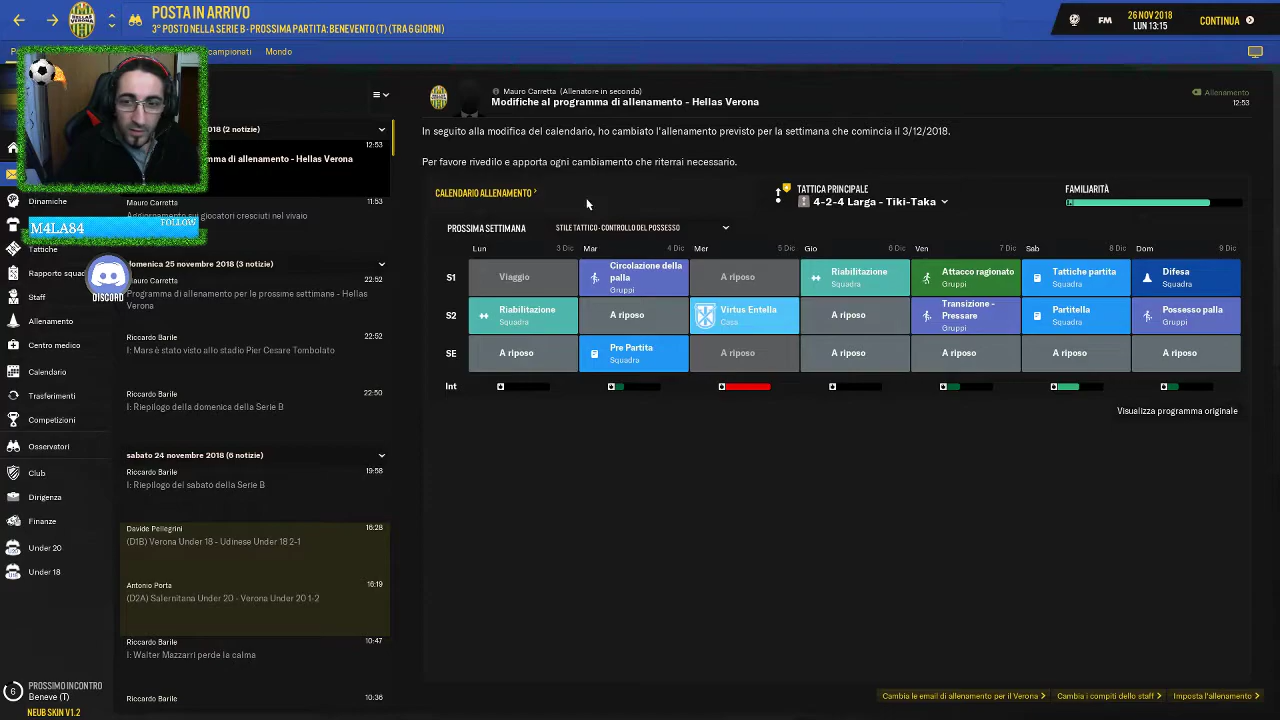 POSTA IN ARRIVO
3° POSTO NELLA SERIE B - PROSSIMA PARTITA: BENEVENTO (T) (TRA 6 GIORNI)
FM
26 NOV 2018
LUN 13:15
CONTINUA
Mondo
M4LA84
FOLLOW
DISCORD
Dinamiche
Tattiche
Staff
Allenamento
Centro medico
Calendario
Trasferimenti
Competizioni
Osservatori
Club
Dirigenza
Finanze
Under 20
Under 18
PROSSIMO INCONTRO
Beneve (T)
6
NEUB SKIN V1.2
2018 (2 notizie)
12:53
di allenamento - Hellas Verona
Mauro Carretta
11:53
Aggiornamento sui giocatori cresciuti nel vivaio
domenica 25 novembre 2018 (3 notizie)
Mauro Carretta
22:52
Programma di allenamento per le prossime settimane - Hellas
Verona
Riccardo Barile
22:52
I: Mars è stato visto allo stadio Pier Cesare Tombolato
Riccardo Barile
22:50
I: Riepilogo della domenica della Serie B
sabato 24 novembre 2018 (6 notizie)
Riccardo Barile
19:58
I: Riepilogo del sabato della Serie B
Davide Pellegrini
16:28
(D1B) Verona Under 18 - Udinese Under 18 2-1
Antonio Porta
16:19
(D2A) Salernitana Under 20 - Verona Under 20 1-2
Riccardo Barile
10:47
I: Walter Mazzarri perde la calma
Riccardo Barile
10:36
Mauro Carretta (Allenatore in seconda)
Modifiche al programma di allenamento - Hellas Verona
Allenamento
12:53
In seguito alla modifica del calendario, ho cambiato l'allenamento previsto per la settimana che comincia il 3/12/2018.
Per favore rivedilo e apporta ogni cambiamento che riterrai necessario.
CALENDARIO ALLENAMENTO
TATTICA PRINCIPALE
4-2-4 Larga - Tiki-Taka
FAMILIARITÀ
PROSSIMA SETTIMANA
STILE TATTICO - CONTROLLO DEL POSSESSO
Lun 3 Dic Mar 4 Dic Mer 5 Dic Gio 6 Dic Ven 7 Dic Sab 8 Dic Dom 9 Dic
S1
Viaggio
Circolazione della palla
Gruppi
A riposo
Riabilitazione
Squadra
Attacco ragionato
Gruppi
Tattiche partita
Squadra
Difesa
Squadra
S2
Riabilitazione
Squadra
A riposo
Virtus Entella
Casa
A riposo
Transizione - Pressare
Gruppi
Partitella
Squadra
Possesso palla
Gruppi
SE
A riposo
Pre Partita
Squadra
A riposo
A riposo
A riposo
A riposo
A riposo
Int
Visualizza programma originale
Cambia le email di allenamento per il Verona
Cambia i compiti dello staff
Imposta l'allenamento